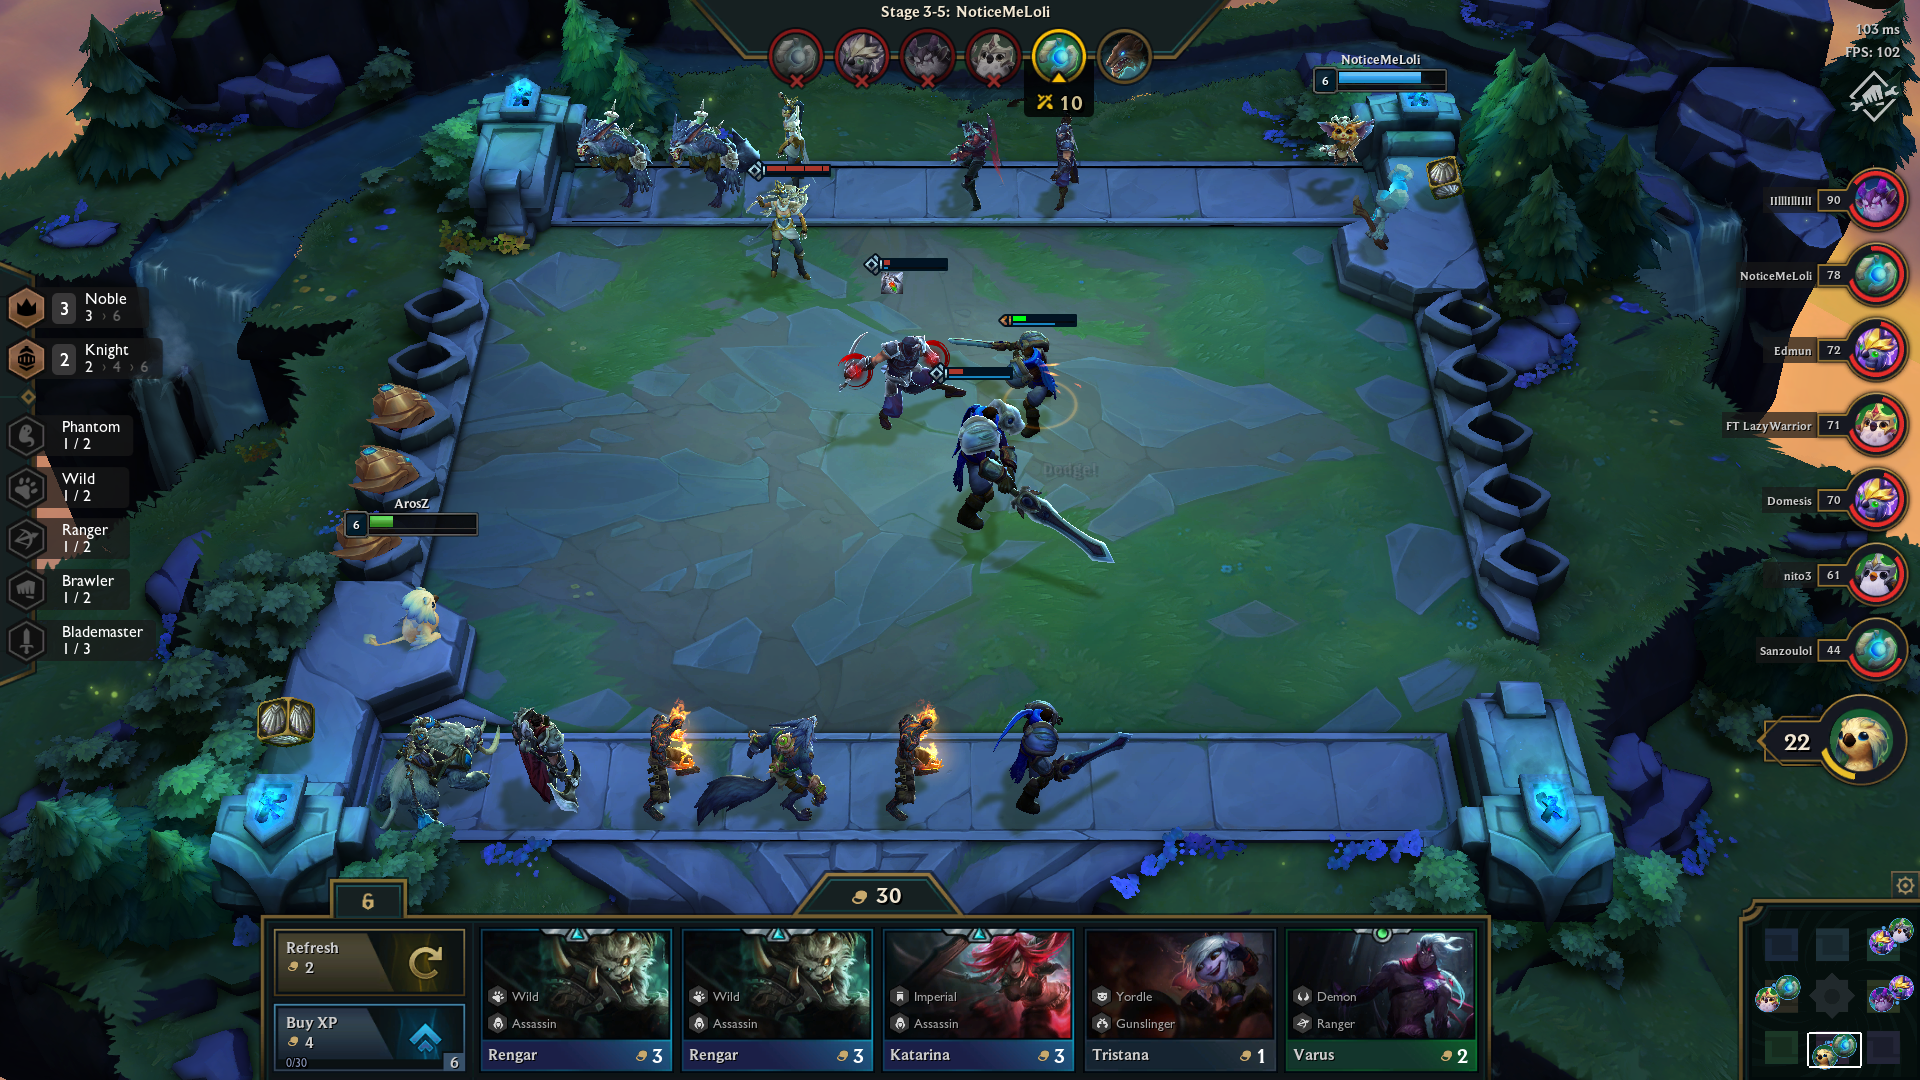 Stage 3-5: NoticeMeLoli
103 ms
FPS: 102
10
NoticeMeLoli
6
IIIIIIIIIIII 90
NoticeMeLoli 78
Edmun 72
FT LazyWarrior 71
Domesis 70
nito3 61
Sanzoulol 44
22
3 Noble
3 › 6
2 Knight
2 › 4 › 6
Phantom
1 / 2
Wild
1 / 2
Ranger
1 / 2
Brawler
1 / 2
Blademaster
1 / 3
ArosZ
6
Dodge!
6
30
Refresh
2
Buy XP
4
0/30
6
Wild
Assassin
Rengar 3
Wild
Assassin
Rengar 3
Imperial
Assassin
Katarina 3
Yordle
Gunslinger
Tristana 1
Demon
Ranger
Varus 2